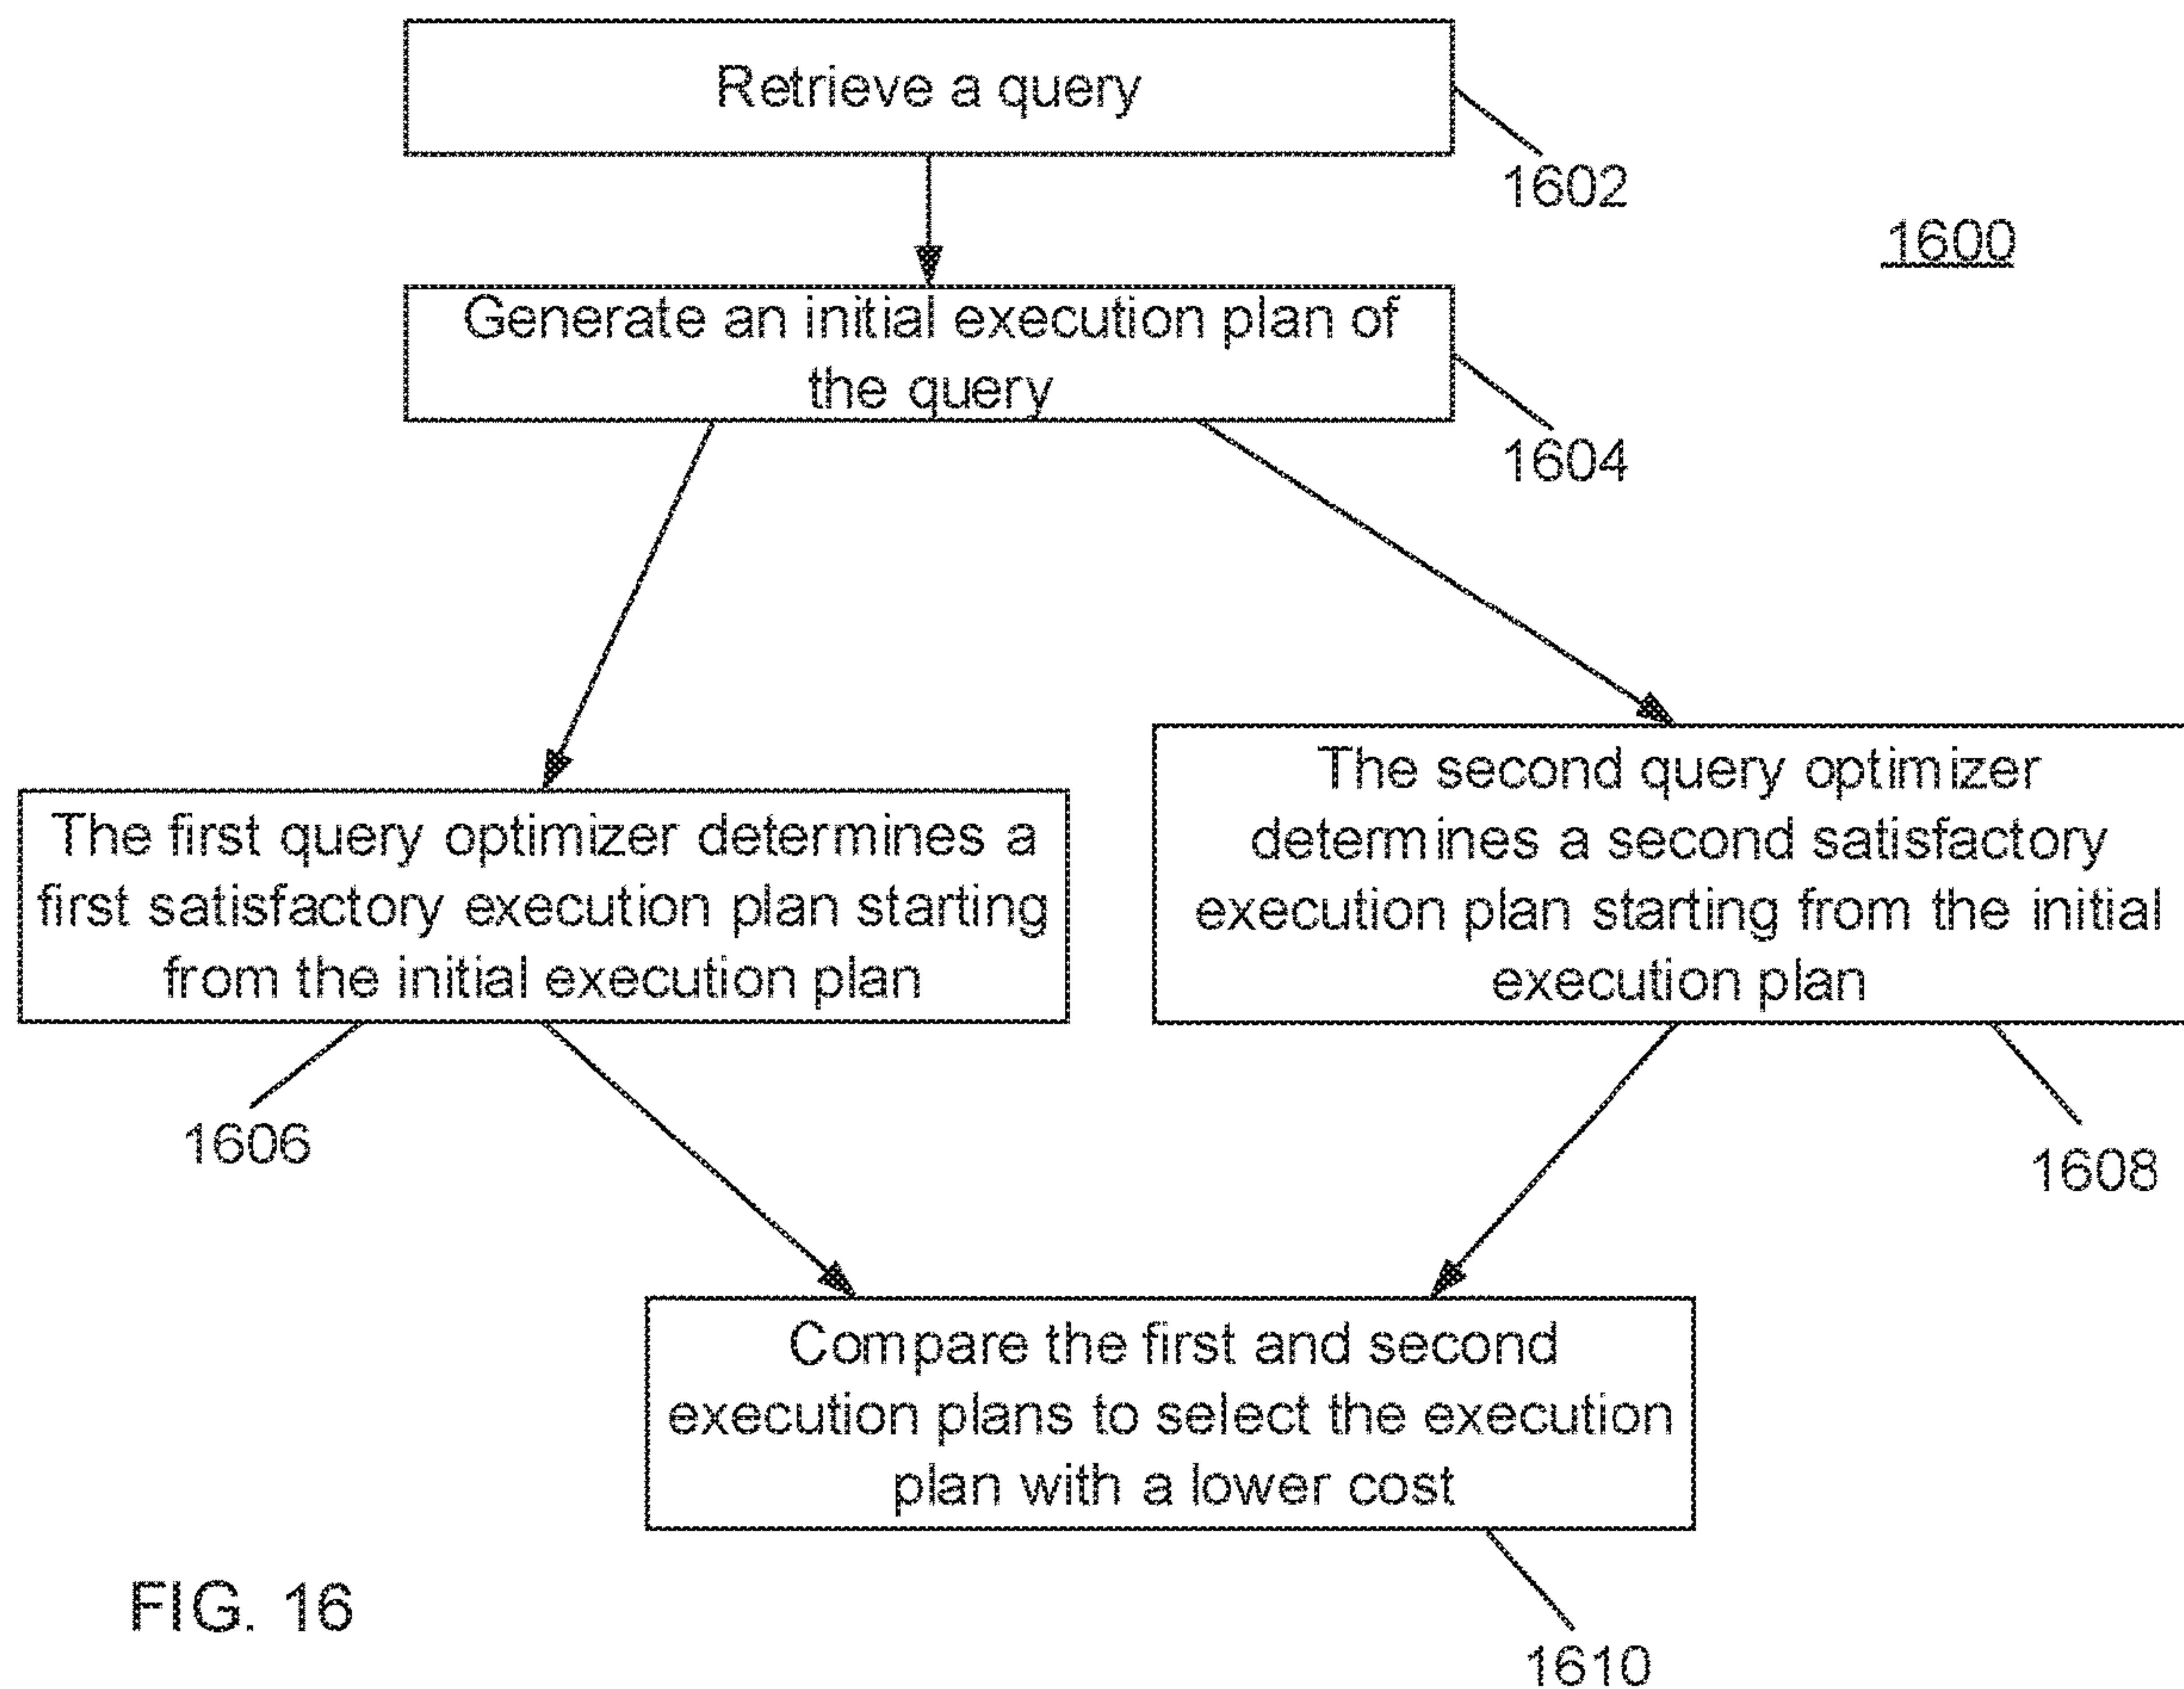 Retrieve a query
1602
1600
Generate an initial execution plan of
the query
1604
The first query optimizer determines a
first satisfactory execution plan starting
from the initial execution plan
1606
The second query optimizer
determines a second satisfactory
execution plan starting from the initial
execution plan
1608
Compare the first and second
execution plans to select the execution
plan with a lower cost
1610
FIG. 16